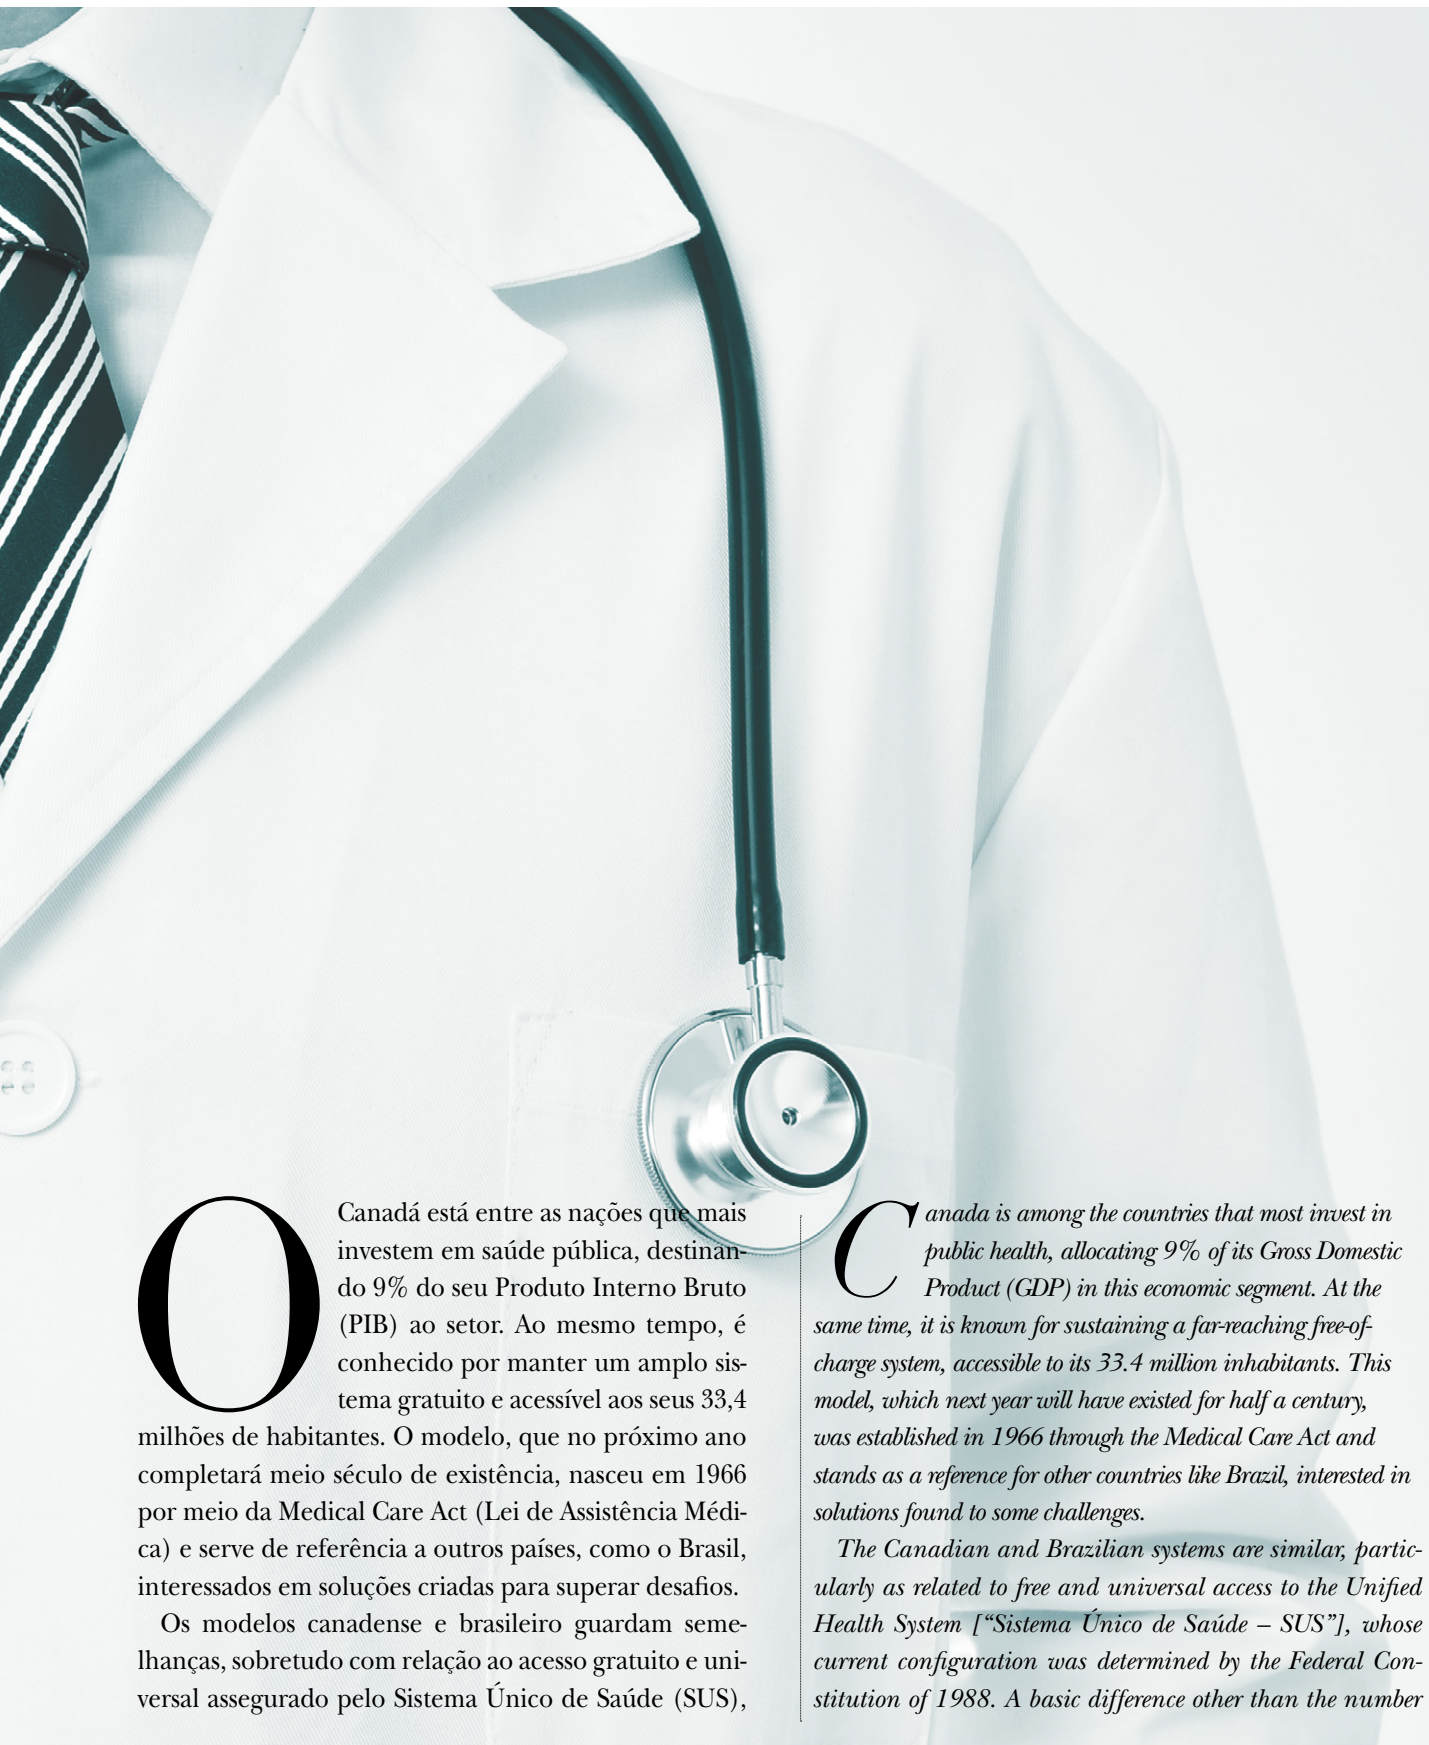 O Canadá está entre as nações que mais
investem em saúde pública, destinan-
do 9% do seu Produto Interno Bruto
(PIB) ao setor. Ao mesmo tempo, é
conhecido por manter um amplo sis-
tema gratuito e acessível aos seus 33,4
milhões de habitantes. O modelo, que no próximo ano
completará meio século de existência, nasceu em 1966
por meio da Medical Care Act (Lei de Assistência Médi-
ca) e serve de referência a outros países, como o Brasil,
interessados em soluções criadas para superar desafios.
Os modelos canadense e brasileiro guardam seme-
lhanças, sobretudo com relação ao acesso gratuito e uni-
versal assegurado pelo Sistema Único de Saúde (SUS),
Canada is among the countries that most invest in
public health, allocating 9% of its Gross Domestic
Product (GDP) in this economic segment. At the
same time, it is known for sustaining a far-reaching free-of-
charge system, accessible to its 33.4 million inhabitants. This
model, which next year will have existed for half a century,
was established in 1966 through the Medical Care Act and
stands as a reference for other countries like Brazil, interested in
solutions found to some challenges.
The Canadian and Brazilian systems are similar, partic-
ularly as related to free and universal access to the Unified
Health System [“Sistema Único de Saúde – SUS”], whose
current configuration was determined by the Federal Con-
stitution of 1988. A basic difference other than the number